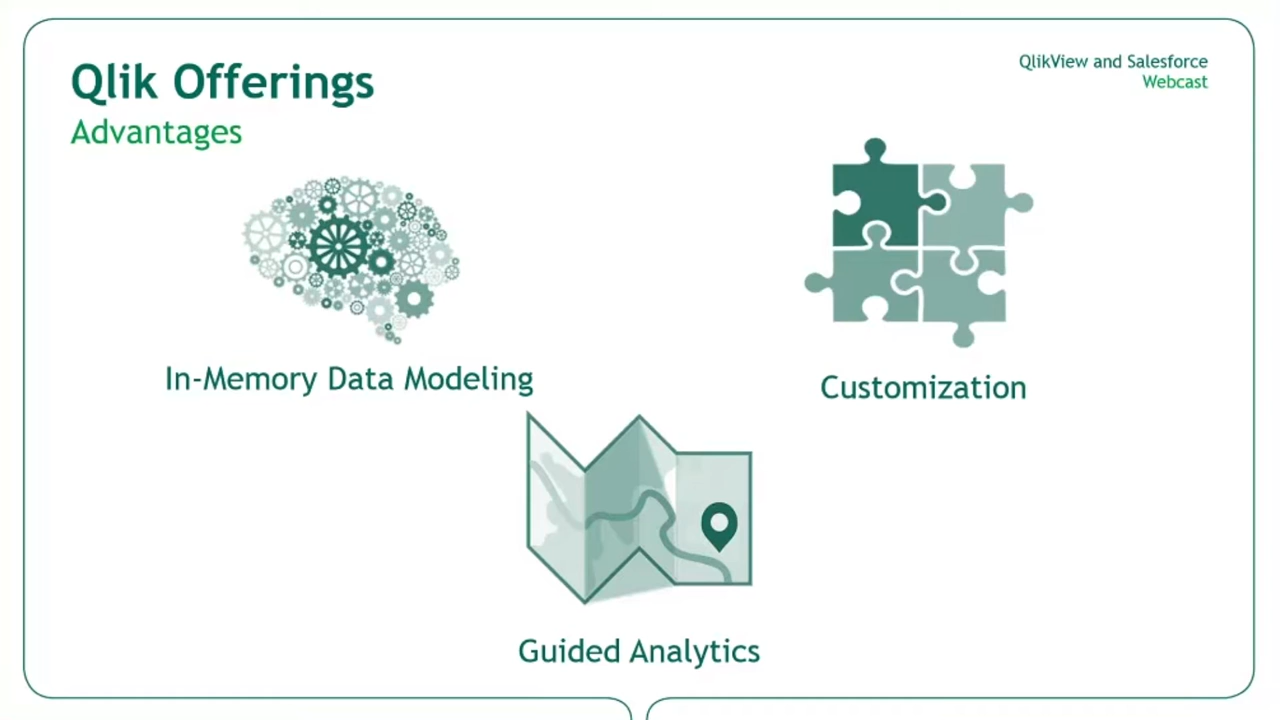 Qlik Offerings
Advantages
QlikView and Salesforce
Webcast
In-Memory Data Modeling
Customization
Guided Analytics